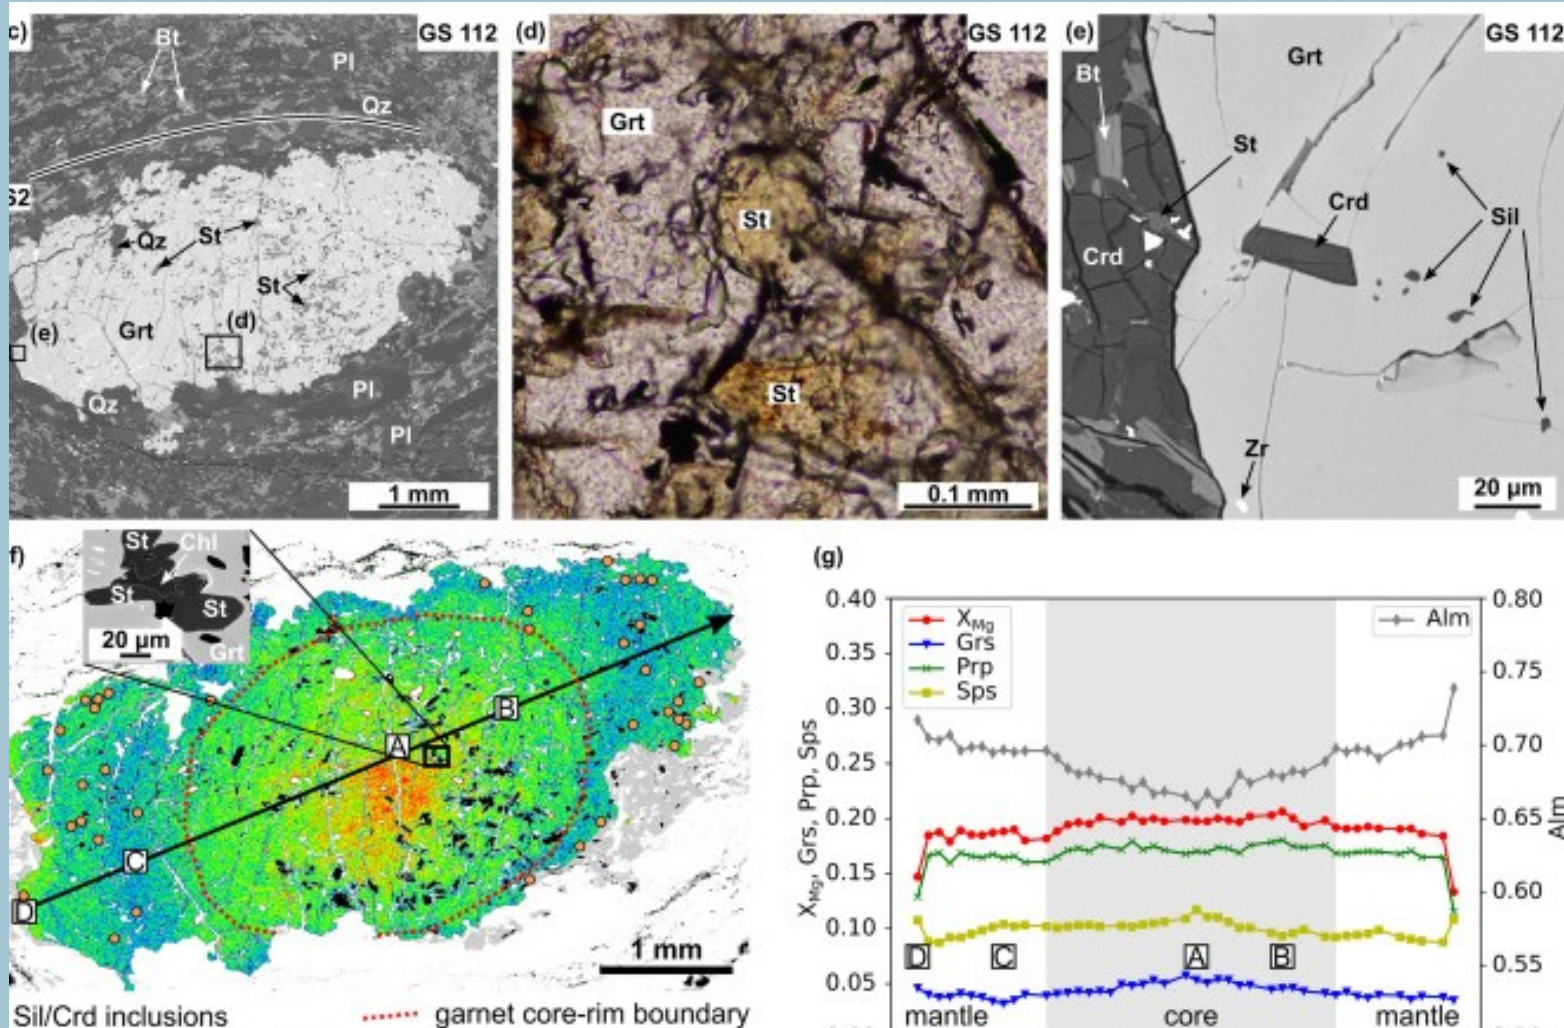 c)
Bt
Pl
GS 112
Qz
S2
Qz
St
St
(e)
Grt
(d)
Pl
Qz
Pl
1 mm
(d)
GS 112
Grt
St
St
0.1 mm
(e)
GS 112
Grt
Bt
St
Crd
Sil
Crd
Zr
20 µm
f)
St
Chl
St
St
20 µm
Grt
B
A
C
D
1 mm
Sil/Crd inclusions
garnet core-rim boundary
(g)
0.40
0.80
X_Mg
Grs
Prp
Sps
Alm
0.35
0.75
0.30
0.25
0.70
0.20
0.65
0.15
0.60
0.10
0.05
0.55
X_Mg, Grs, Prp, Sps
Alm
D
C
A
B
mantle
core
mantle